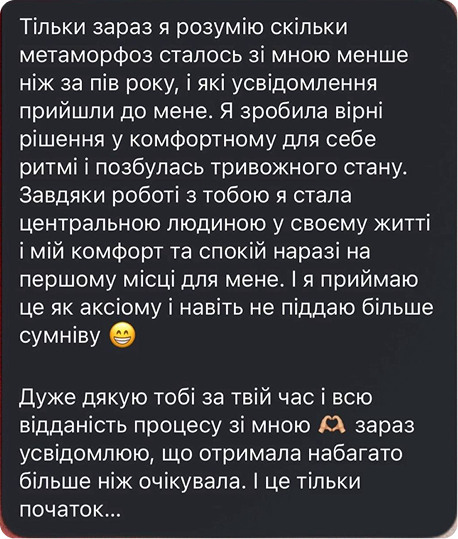 Тільки зараз я розумію скільки
метаморфоз сталось зі мною менше
ніж за пів року, і які усвідомлення
прийшли до мене. Я зробила вірні
рішення у комфортному для себе
ритмі і позбулась тривожного стану.
Завдяки роботі з тобою я стала
центральною людиною у своєму житті
і мій комфорт та спокій наразі на
першому місці для мене. І я приймаю
це як аксіому і навіть не піддаю більше
сумніву 😁
Дуже дякую тобі за твій час і всю
відданість процесу зі мною 🫶🏼 зараз
усвідомлюю, що отримала набагато
більше ніж очікувала. І це тільки
початок...